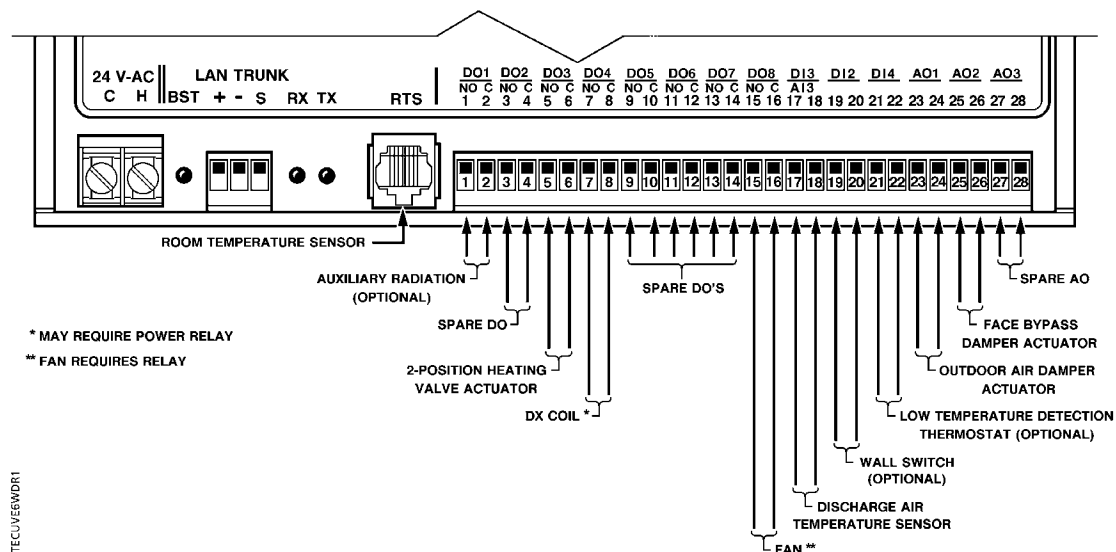 24 V-AC LAN TRUNK DO1 DO2 DO3 DO4 DO5 DO6 DO7 DO8 DI3 DI2 DI4 AO1 AO2 AO3
C H BST + - S RX TX RTS NO C NO C NO C NO C NO C NO C NO C NO C AI3
1 2 3 4 5 6 7 8 9 10 11 12 13 14 15 16 17 18 19 20 21 22 23 24 25 26 27 28
1 2 3 4 5 6 7 8 9 10 11 12 13 14 15 16 17 18 19 20 21 22 23 24 25 26 27 28
ROOM TEMPERATURE SENSOR
AUXILIARY RADIATION
(OPTIONAL)
SPARE DO'S
SPARE AO
SPARE DO
FACE BYPASS
DAMPER ACTUATOR
* MAY REQUIRE POWER RELAY
** FAN REQUIRES RELAY
2-POSITION HEATING
VALVE ACTUATOR
OUTDOOR AIR DAMPER
ACTUATOR
DX COIL *
LOW TEMPERATURE DETECTION
THERMOSTAT (OPTIONAL)
WALL SWITCH
(OPTIONAL)
DISCHARGE AIR
TEMPERATURE SENSOR
FAN **
TECUVE6WDR1